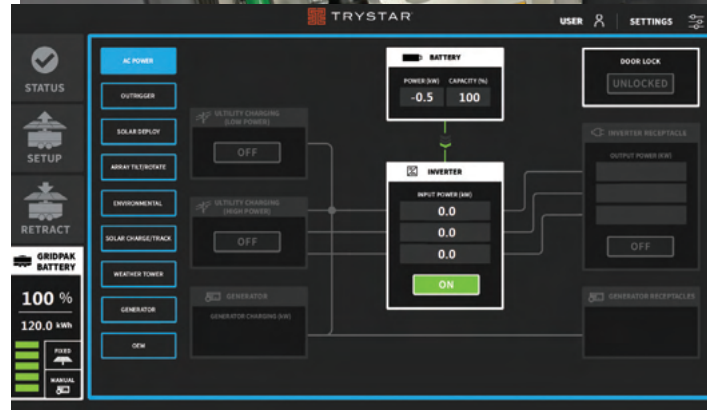 TRYSTAR
USER
SETTINGS
STATUS
SETUP
RETRACT
GRIDPAK
BATTERY
100 %
120.0 kWh
FIXED
MANUAL
AC POWER
OUTRIGGER
SOLAR DEPLOY
ARRAY TILT/ROTATE
ENVIRONMENTAL
SOLAR CHARGE/TRACK
WEATHER TOWER
GENERATOR
OEM
ULTILITY CHARGING
(LOW POWER)
OFF
ULTILITY CHARGING
(HIGH POWER)
OFF
GENERATOR
GENERATOR CHARGING (kW)
BATTERY
POWER (kW) CAPACITY (%)
-0.5 100
INVERTER
INPUT POWER (kW)
0.0
0.0
0.0
ON
DOOR LOCK
UNLOCKED
INVERTER RECEPTACLE
OUTPUT POWER (kW)
OFF
GENERATOR RECEPTACLES